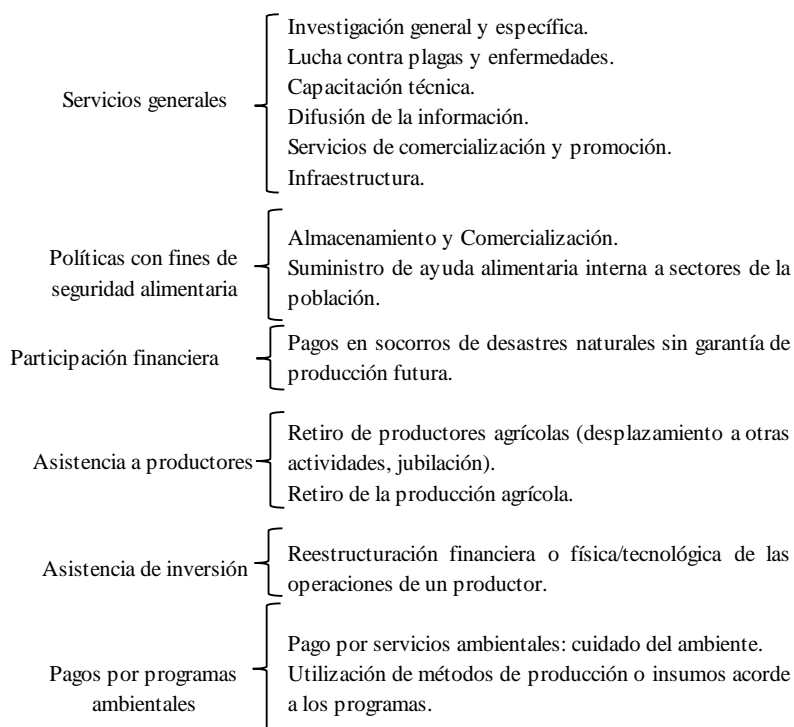 Servicios generales
Investigación general y específica.
Lucha contra plagas y enfermedades.
Capacitación técnica.
Difusión de la información.
Servicios de comercialización y promoción.
Infraestructura.
Políticas con fines de
seguridad alimentaria
Almacenamiento y Comercialización.
Suministro de ayuda alimentaria interna a sectores de la
población.
Participación financiera
Pagos en socorros de desastres naturales sin garantía de
producción futura.
Asistencia a productores
Retiro de productores agrícolas (desplazamiento a otras
actividades, jubilación).
Retiro de la producción agrícola.
Asistencia de inversión
Reestructuración financiera o física/tecnológica de las
operaciones de un productor.
Pagos por programas
ambientales
Pago por servicios ambientales: cuidado del ambiente.
Utilización de métodos de producción o insumos acorde
a los programas.